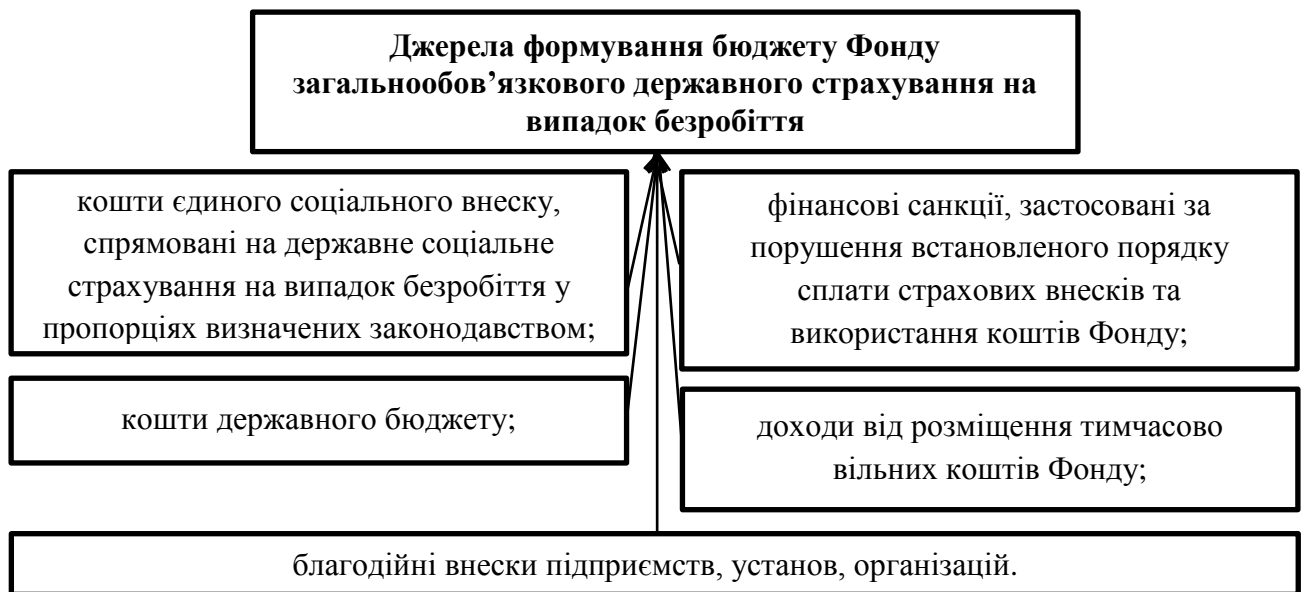 Джерела формування бюджету Фонду
загальнообов’язкового державного страхування на
випадок безробіття
кошти єдиного соціального внеску,
спрямовані на державне соціальне
страхування на випадок безробіття у
пропорціях визначених законодавством;
фінансові санкції, застосовані за
порушення встановленого порядку
сплати страхових внесків та
використання коштів Фонду;
кошти державного бюджету;
доходи від розміщення тимчасово
вільних коштів Фонду;
благодійні внески підприємств, установ, організацій.